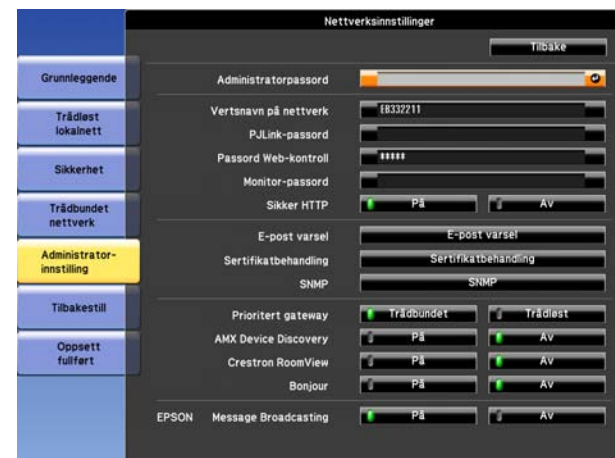 Nettverksinnstillinger
Tilbake
Grunnleggende
Trådløst
lokalnett
Sikkerhet
Trådbundet
nettverk
Administrator-
innstilling
Tilbakestill
Oppsett
fullført
Administratorpassord
Vertsnavn på nettverk EB332211
PJLink-passord
Passord Web-kontroll *****
Monitor-passord
Sikker HTTP På Av
E-post varsel E-post varsel
Sertifikatbehandling Sertifikatbehandling
SNMP SNMP
Prioritert gateway Trådbundet Trådløst
AMX Device Discovery På Av
Crestron RoomView På Av
Bonjour På Av
EPSON Message Broadcasting På Av